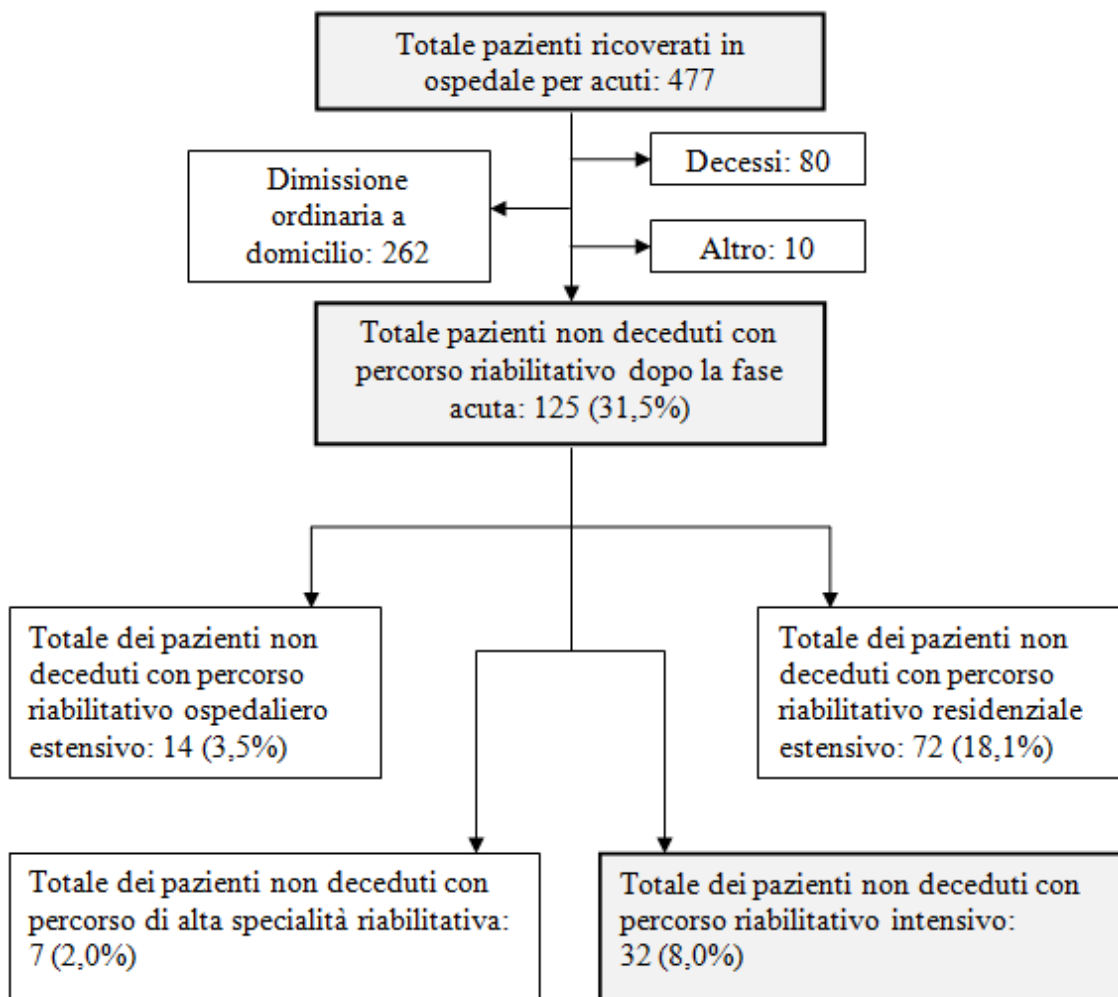 Totale pazienti ricoverati in
ospedale per acuti: 477
Decessi: 80
Dimissione
ordinaria a
domicilio: 262
Altro: 10
Totale pazienti non deceduti con
percorso riabilitativo dopo la fase
acuta: 125 (31,5%)
Totale dei pazienti non
deceduti con percorso
riabilitativo ospedaliero
estensivo: 14 (3,5%)
Totale dei pazienti non
deceduti con percorso
riabilitativo residenziale
estensivo: 72 (18,1%)
Totale dei pazienti non deceduti con
percorso di alta specialità riabilitativa:
7 (2,0%)
Totale dei pazienti non deceduti con
percorso riabilitativo intensivo:
32 (8,0%)